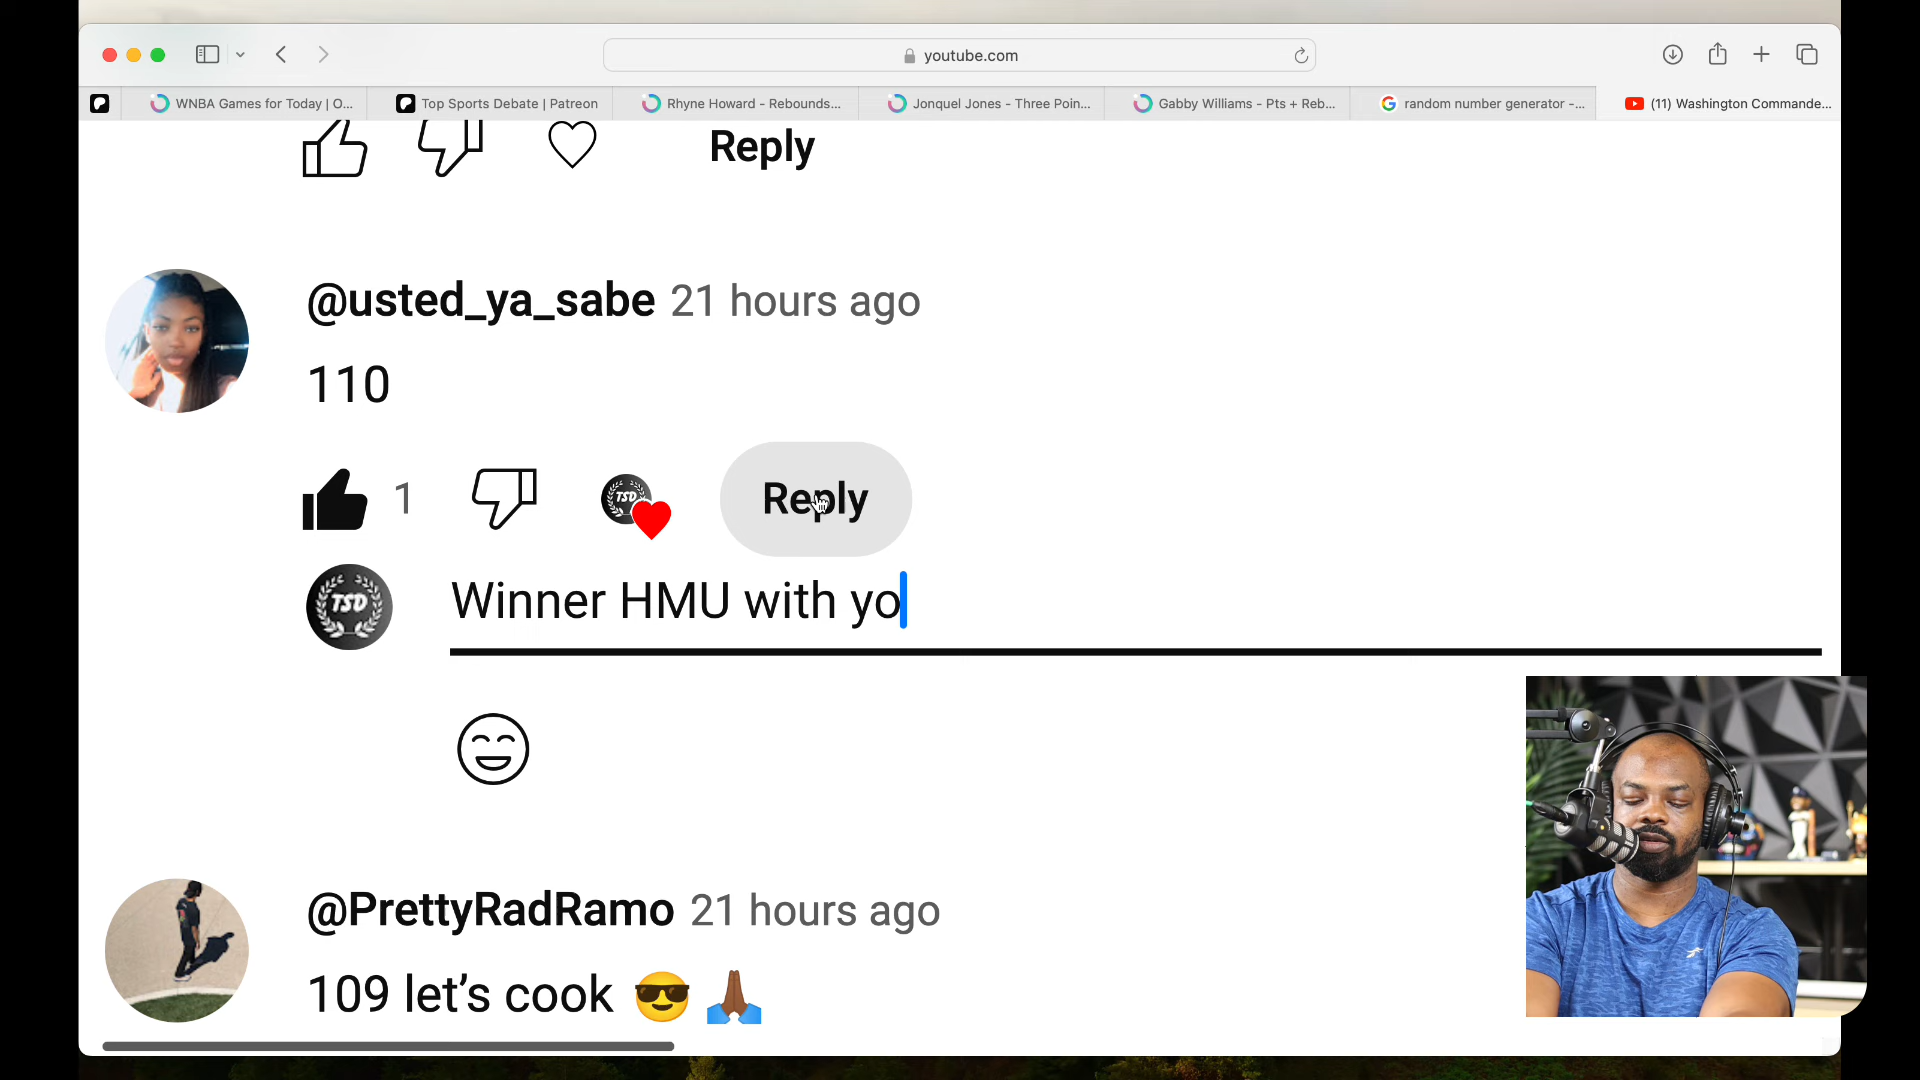 youtube.com
WNBA Games for Today | O...
Top Sports Debate | Patreon
Rhyne Howard - Rebounds...
Jonquel Jones - Three Poin...
Gabby Williams - Pts + Reb...
random number generator -...
(11) Washington Commande...
Reply
@usted_ya_sabe 21 hours ago
110
1
TSD
Reply
TSD
Winner HMU with yo
@PrettyRadRamo 21 hours ago
109 let’s cook 😎 🙏🏾